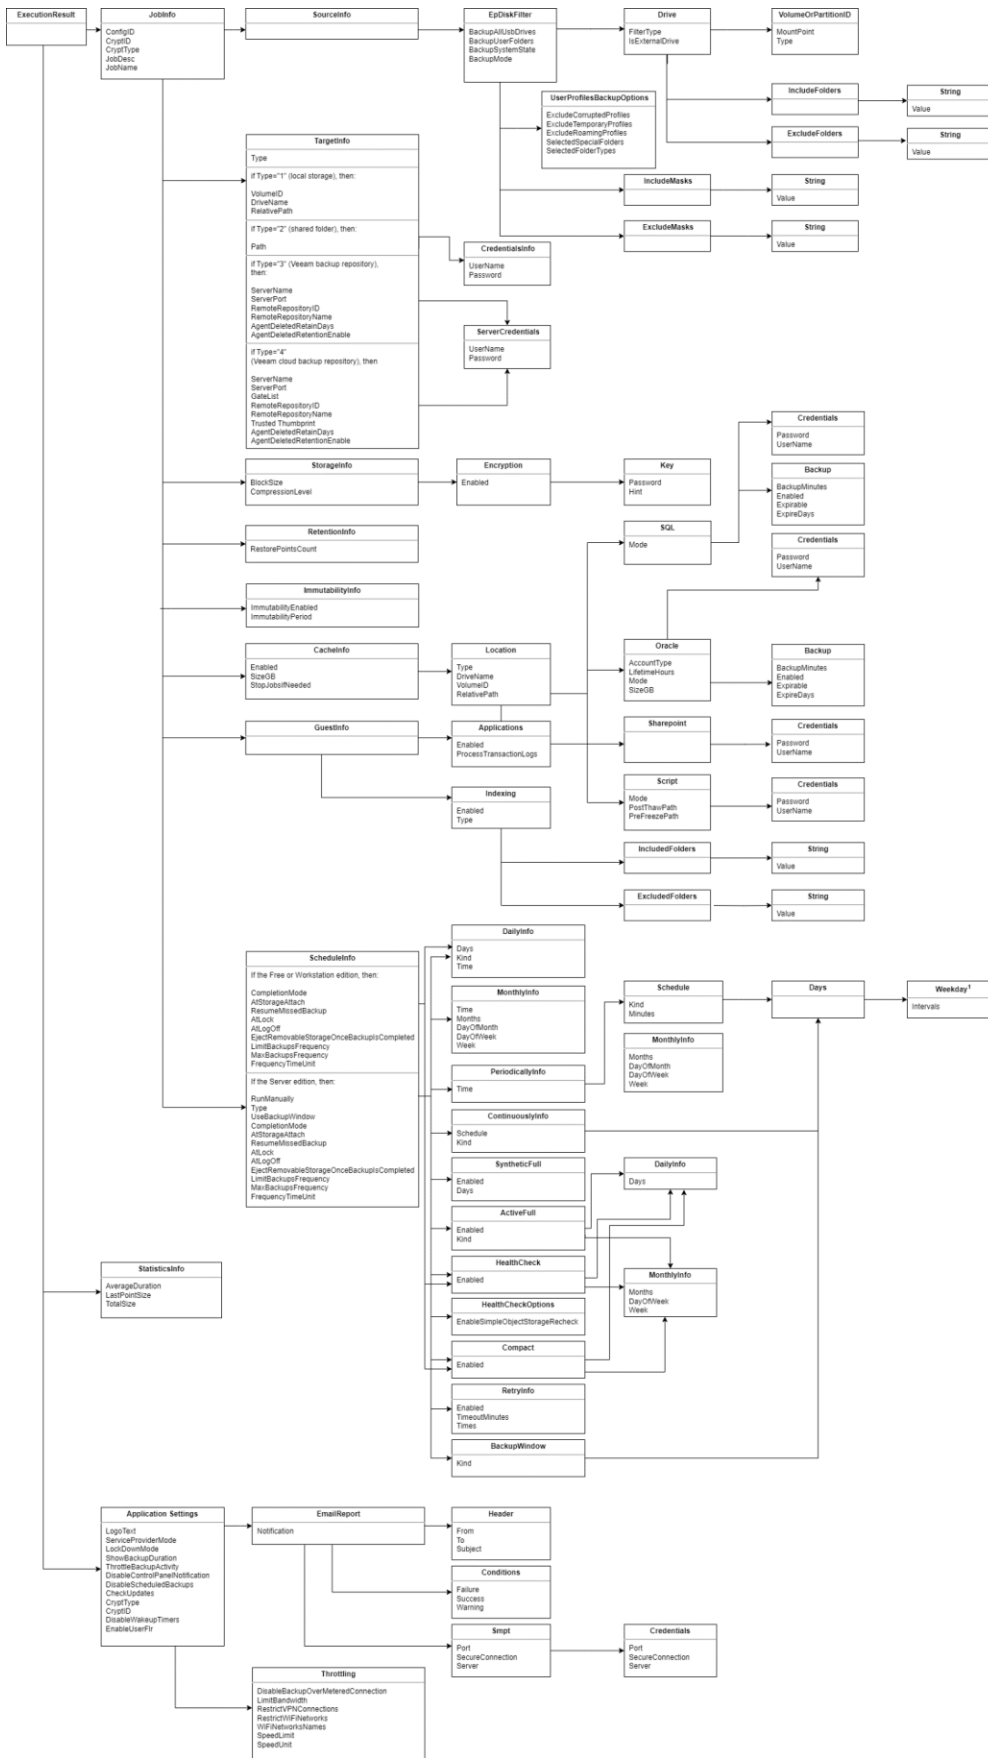 ExecutionResult
JobInfo
ConfigID
CryptID
CryptType
JobDesc
JobName
SourceInfo
EpDiskFilter
BackupAllUsbDrives
BackupUserFolders
BackupSystemState
BackupMode
Drive
FilterType
IsExternalDrive
VolumeOrPartitionID
MountPoint
Type
UserProfilesBackupOptions
ExcludeCorruptedProfiles
ExcludeTemporaryProfiles
ExcludeRoamingProfiles
SelectedSpecialFolders
SelectedFolderTypes
IncludeFolders
String
Value
ExcludeFolders
String
Value
IncludeMasks
String
Value
ExcludeMasks
String
Value
TargetInfo
Type
if Type="1" (local storage), then:
VolumeID
DriveName
RelativePath
if Type="2" (shared folder), then:
Path
if Type="3" (Veeam backup repository),
then:
ServerName
ServerPort
RemoteRepositoryID
RemoteRepositoryName
AgentDeletedRetainDays
AgentDeletedRetentionEnable
if Type="4"
(Veeam cloud backup repository), then
ServerName
ServerPort
GateList
RemoteRepositoryID
RemoteRepositoryName
Trusted Thumbprint
AgentDeletedRetainDays
AgentDeletedRetentionEnable
CredentialsInfo
UserName
Password
ServerCredentials
UserName
Password
StorageInfo
BlockSize
CompressionLevel
Encryption
Enabled
Key
Password
Hint
Credentials
Password
UserName
Backup
BackupMinutes
Enabled
Expirable
ExpireDays
SQL
Mode
RetentionInfo
RestorePointsCount
Credentials
Password
UserName
ImmutabilityInfo
ImmutabilityEnabled
ImmutabilityPeriod
CacheInfo
Enabled
SizeGB
StopJobsIfNeeded
Location
Type
DriveName
VolumeID
RelativePath
Oracle
AccountType
LifetimeHours
Mode
SizeGB
Backup
BackupMinutes
Enabled
Expirable
ExpireDays
GuestInfo
Applications
Enabled
ProcessTransactionLogs
Sharepoint
Credentials
Password
UserName
Indexing
Enabled
Type
Script
Mode
PostThawPath
PreFreezePath
Credentials
Password
UserName
IncludedFolders
String
Value
ExcludedFolders
String
Value
ScheduleInfo
If the Free or Workstation edition, then:
CompletionMode
AtStorageAttach
ResumeMissedBackup
AtLock
AtLogOff
EjectRemovableStorageOnceBackupIsCompleted
LimitBackupsFrequency
MaxBackupsFrequency
FrequencyTimeUnit
If the Server edition, then:
RunManually
Type
UseBackupWindow
CompletionMode
AtStorageAttach
ResumeMissedBackup
AtLock
AtLogOff
EjectRemovableStorageOnceBackupIsCompleted
LimitBackupsFrequency
MaxBackupsFrequency
FrequencyTimeUnit
DailyInfo
Days
Kind
Time
MonthlyInfo
Time
Months
DayOfMonth
DayOfWeek
Week
Schedule
Kind
Minutes
Days
Weekday¹
Intervals
MonthlyInfo
Months
DayOfMonth
DayOfWeek
Week
PeriodicallyInfo
Time
ContinuouslyInfo
Schedule
Kind
SyntheticFull
Enabled
Days
DailyInfo
Days
ActiveFull
Enabled
Kind
HealthCheck
Enabled
MonthlyInfo
Months
DayOfWeek
Week
HealthCheckOptions
EnableSimpleObjectStorageRecheck
Compact
Enabled
RetryInfo
Enabled
TimeoutMinutes
Times
BackupWindow
Kind
StatisticsInfo
AverageDuration
LastPointSize
TotalSize
Application Settings
LogoText
ServiceProviderMode
LockDownMode
ShowBackupDuration
ThrottleBackupActivity
DisableControlPanelNotification
DisableScheduledBackups
CheckUpdates
CryptType
CryptID
DisableWakeupTimers
EnableUserFlr
EmailReport
Notification
Header
From
To
Subject
Conditions
Failure
Success
Warning
Smpt
Port
SecureConnection
Server
Credentials
Port
SecureConnection
Server
Throttling
DisableBackupOverMeteredConnection
LimitBandwidth
RestrictVPNConnections
RestrictWiFiNetworks
WiFiNetworksNames
SpeedLimit
SpeedUnit